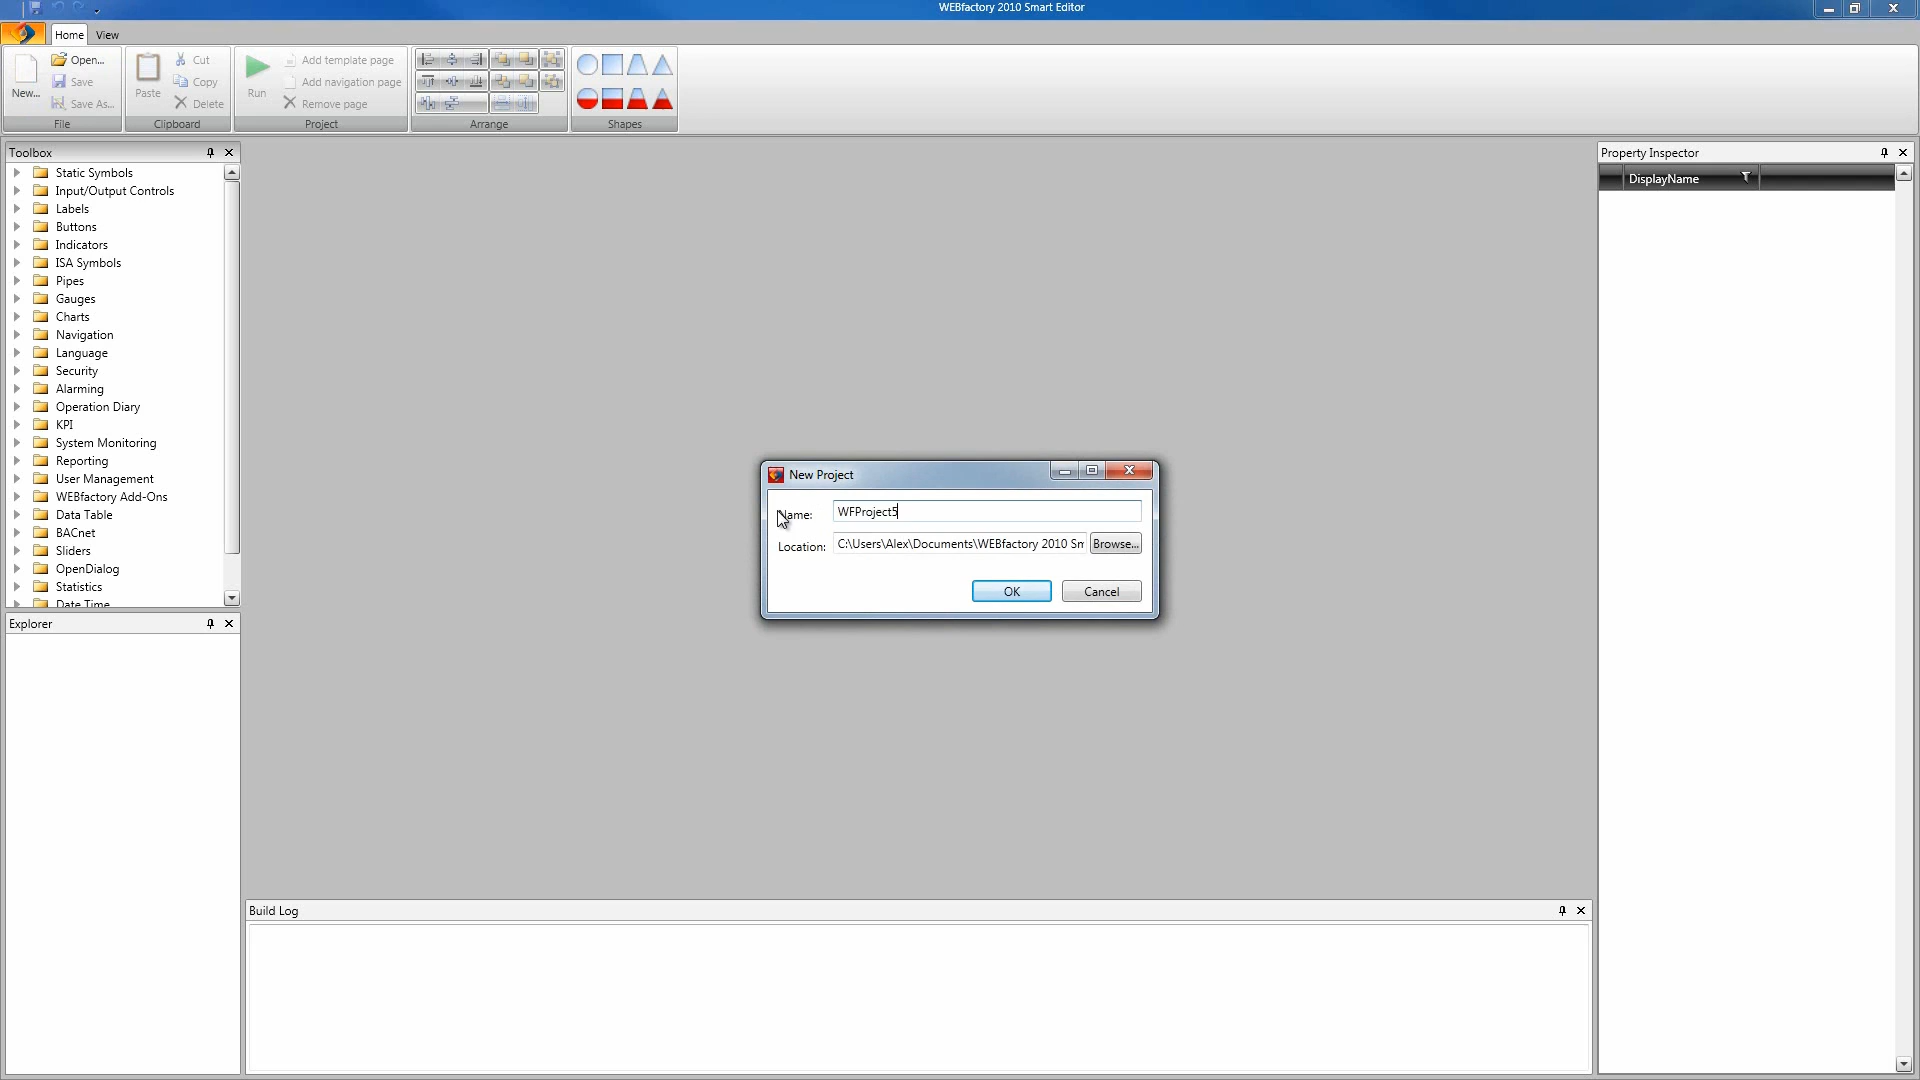 WEBfactory 2010 Smart Editor
Home
View
New...
Open...
Save
Save As...
File
Paste
Cut
Copy
Delete
Clipboard
Run
Add template page
Add navigation page
Remove page
Project
Arrange
Shapes
Toolbox
Static Symbols
Input/Output Controls
Labels
Buttons
Indicators
ISA Symbols
Pipes
Gauges
Charts
Navigation
Language
Security
Alarming
Operation Diary
KPI
System Monitoring
Reporting
User Management
WEBfactory Add-Ons
Data Table
BACnet
Sliders
OpenDialog
Statistics
Date Time
Explorer
New Project
Name:
WFProject5
Location:
C:\Users\Alex\Documents\WEBfactory 2010 Sm
Browse...
OK
Cancel
Build Log
Property Inspector
DisplayName